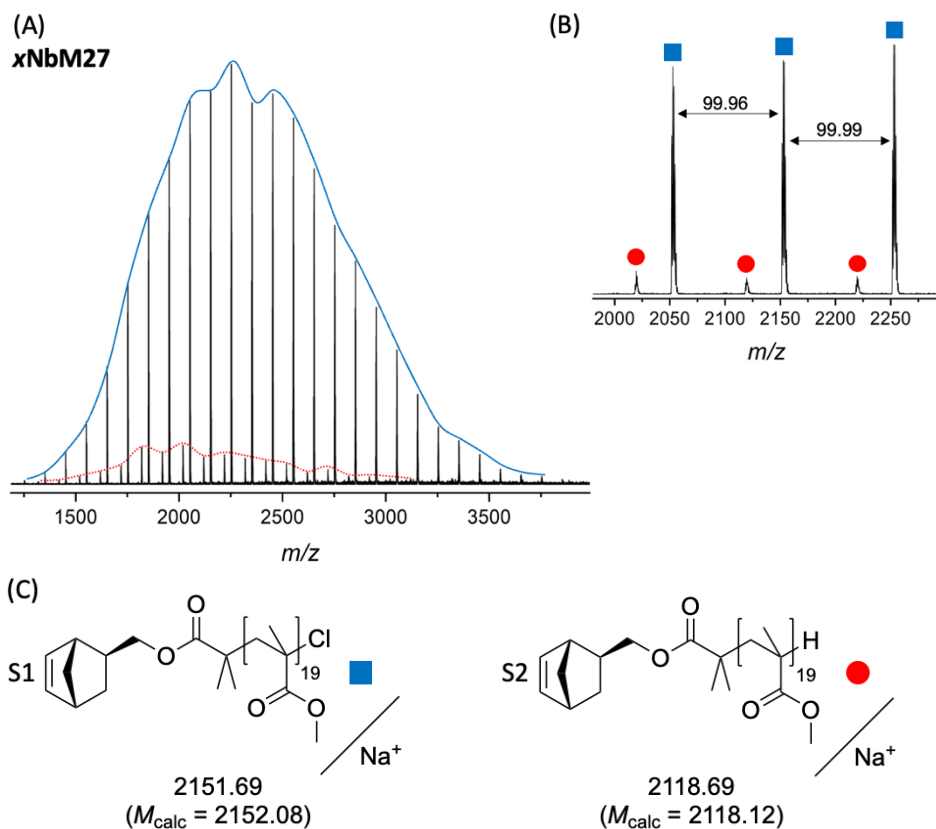 (A)
xNbM27
1500 2000 2500 3000 3500
m/z
(B)
99.96
99.99
2000 2050 2100 2150 2200 2250
m/z
(C)
S1
O
O
Cl
19
O
O
Na+
2151.69
(Mcalc = 2152.08)
S2
O
O
H
19
O
O
Na+
2118.69
(Mcalc = 2118.12)